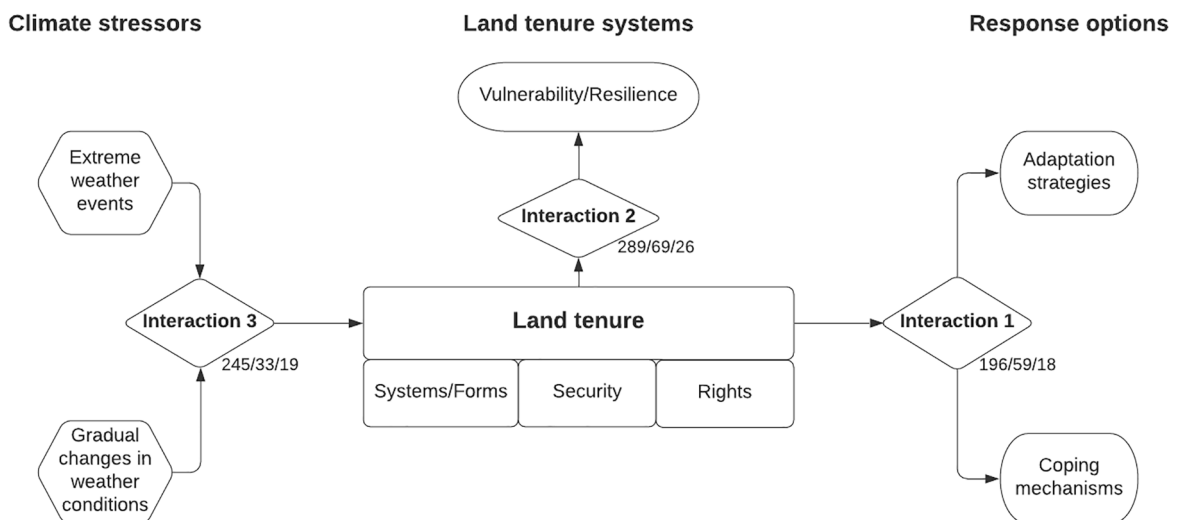 Climate stressors
Land tenure systems
Response options
Vulnerability/Resilience
Extreme
weather
events
Adaptation
strategies
Interaction 2
289/69/26
Interaction 3
245/33/19
Land tenure
Interaction 1
196/59/18
Systems/Forms
Security
Rights
Gradual
changes in
weather
conditions
Coping
mechanisms